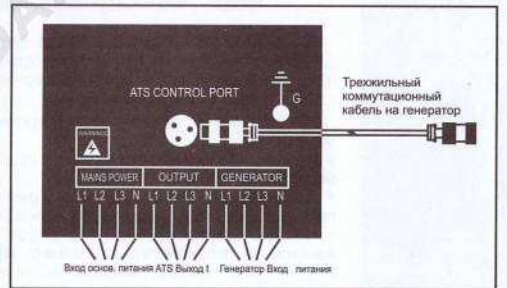 ATS CONTROL PORT
G
Трехжильный
коммутационный
кабель на генератор
WARNING
MAINS POWER OUTPUT GENERATOR
L1 L2 L3 N L1 L2 L3 N L1 L2 L3 N
Вход основ. питания ATS Выход t Генератор Вход питания